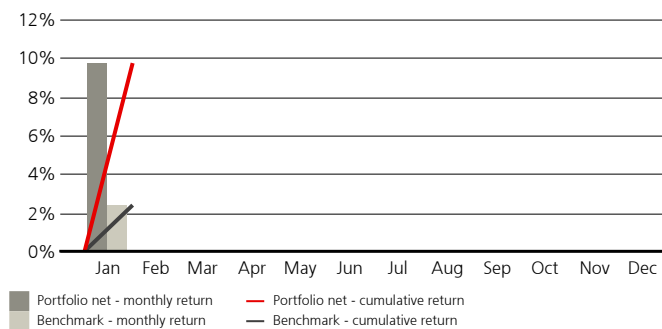 12%
10%
8%
6%
4%
2%
0%
Jan Feb Mar Apr May Jun Jul Aug Sep Oct Nov Dec
Portfolio net - monthly return Portfolio net - cumulative return
Benchmark - monthly return Benchmark - cumulative return